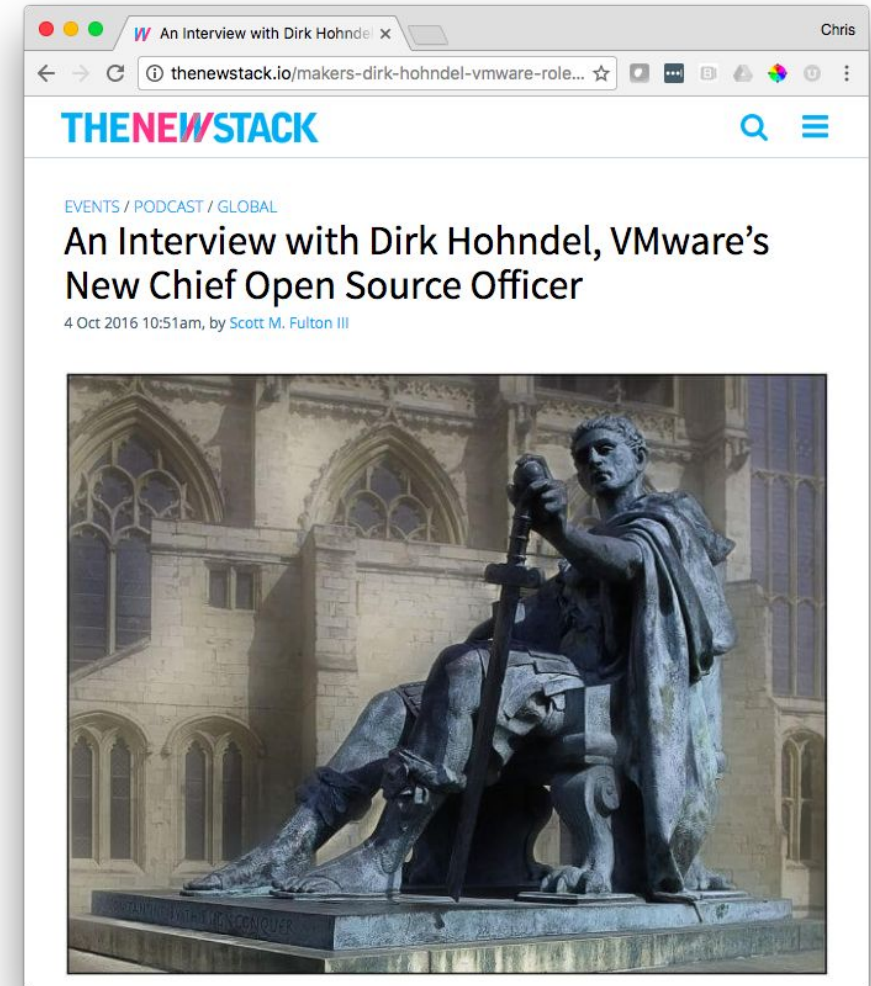 An Interview with Dirk Hohnde
Chris
thenewstack.io/makers-dirk-hohndel-vmware-role...
THENEWSTACK
EVENTS / PODCAST / GLOBAL
An Interview with Dirk Hohndel, VMware’s
New Chief Open Source Officer
4 Oct 2016 10:51am, by Scott M. Fulton III